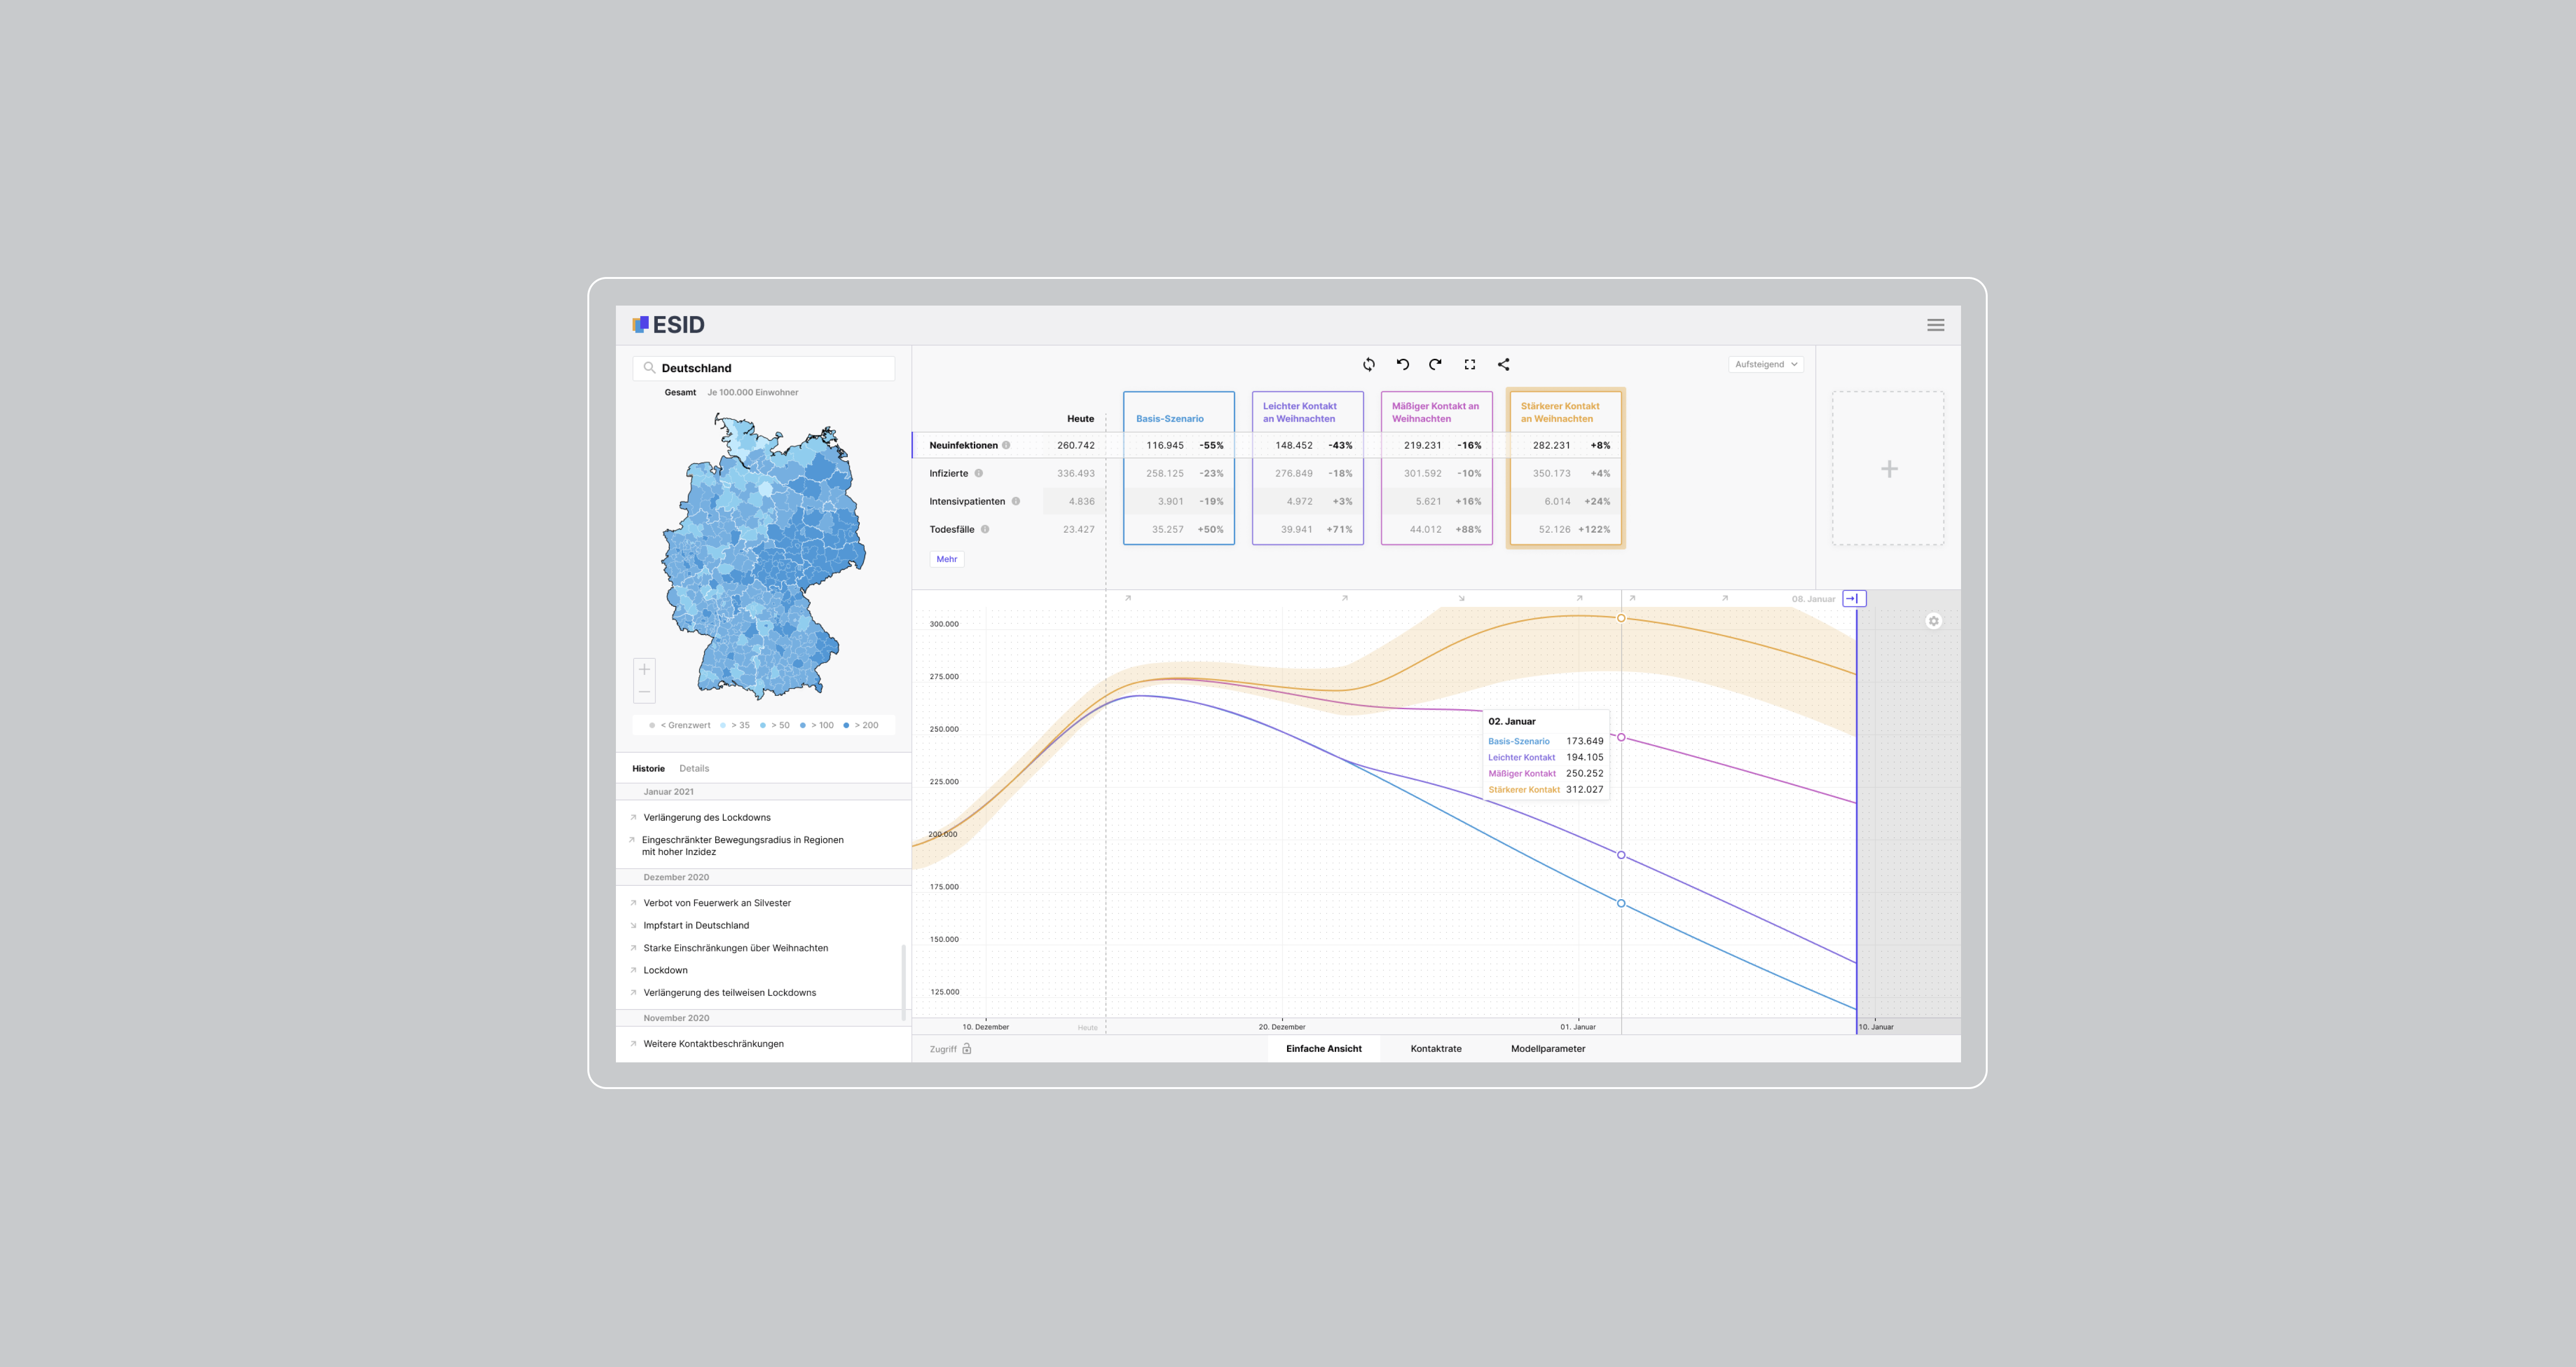 ESID
Deutschland
Gesamt Je 100.000 Einwohner
< Grenzwert > 35 > 50 > 100 > 200
Historie Details
Januar 2021
Verlängerung des Lockdowns
Eingeschränkter Bewegungsradius in Regionen
mit hoher Inzidez
Dezember 2020
Verbot von Feuerwerk an Silvester
Impfstart in Deutschland
Starke Einschränkungen über Weihnachten
Lockdown
Verlängerung des teilweisen Lockdowns
November 2020
Weitere Kontaktbeschränkungen
Aufsteigend
Heute
Basis-Szenario
Leichter Kontakt
an Weihnachten
Mäßiger Kontakt an
Weihnachten
Stärkerer Kontakt
an Weihnachten
Neuinfektionen 260.742 116.945 -55% 148.452 -43% 219.231 -16% 282.231 +8%
Infizierte 336.493 258.125 -23% 276.849 -18% 301.592 -10% 350.173 +4%
Intensivpatienten 4.836 3.901 -19% 4.972 +3% 5.621 +16% 6.014 +24%
Todesfälle 23.427 35.257 +50% 39.941 +71% 44.012 +88% 52.126 +122%
Mehr
08. Januar
300.000
275.000
250.000
225.000
200.000
175.000
150.000
125.000
02. Januar
Basis-Szenario 173.649
Leichter Kontakt 194.105
Mäßiger Kontakt 250.252
Stärkerer Kontakt 312.027
10. Dezember Heute 20. Dezember 01. Januar 10. Januar
Zugriff Einfache Ansicht Kontaktrate Modellparameter